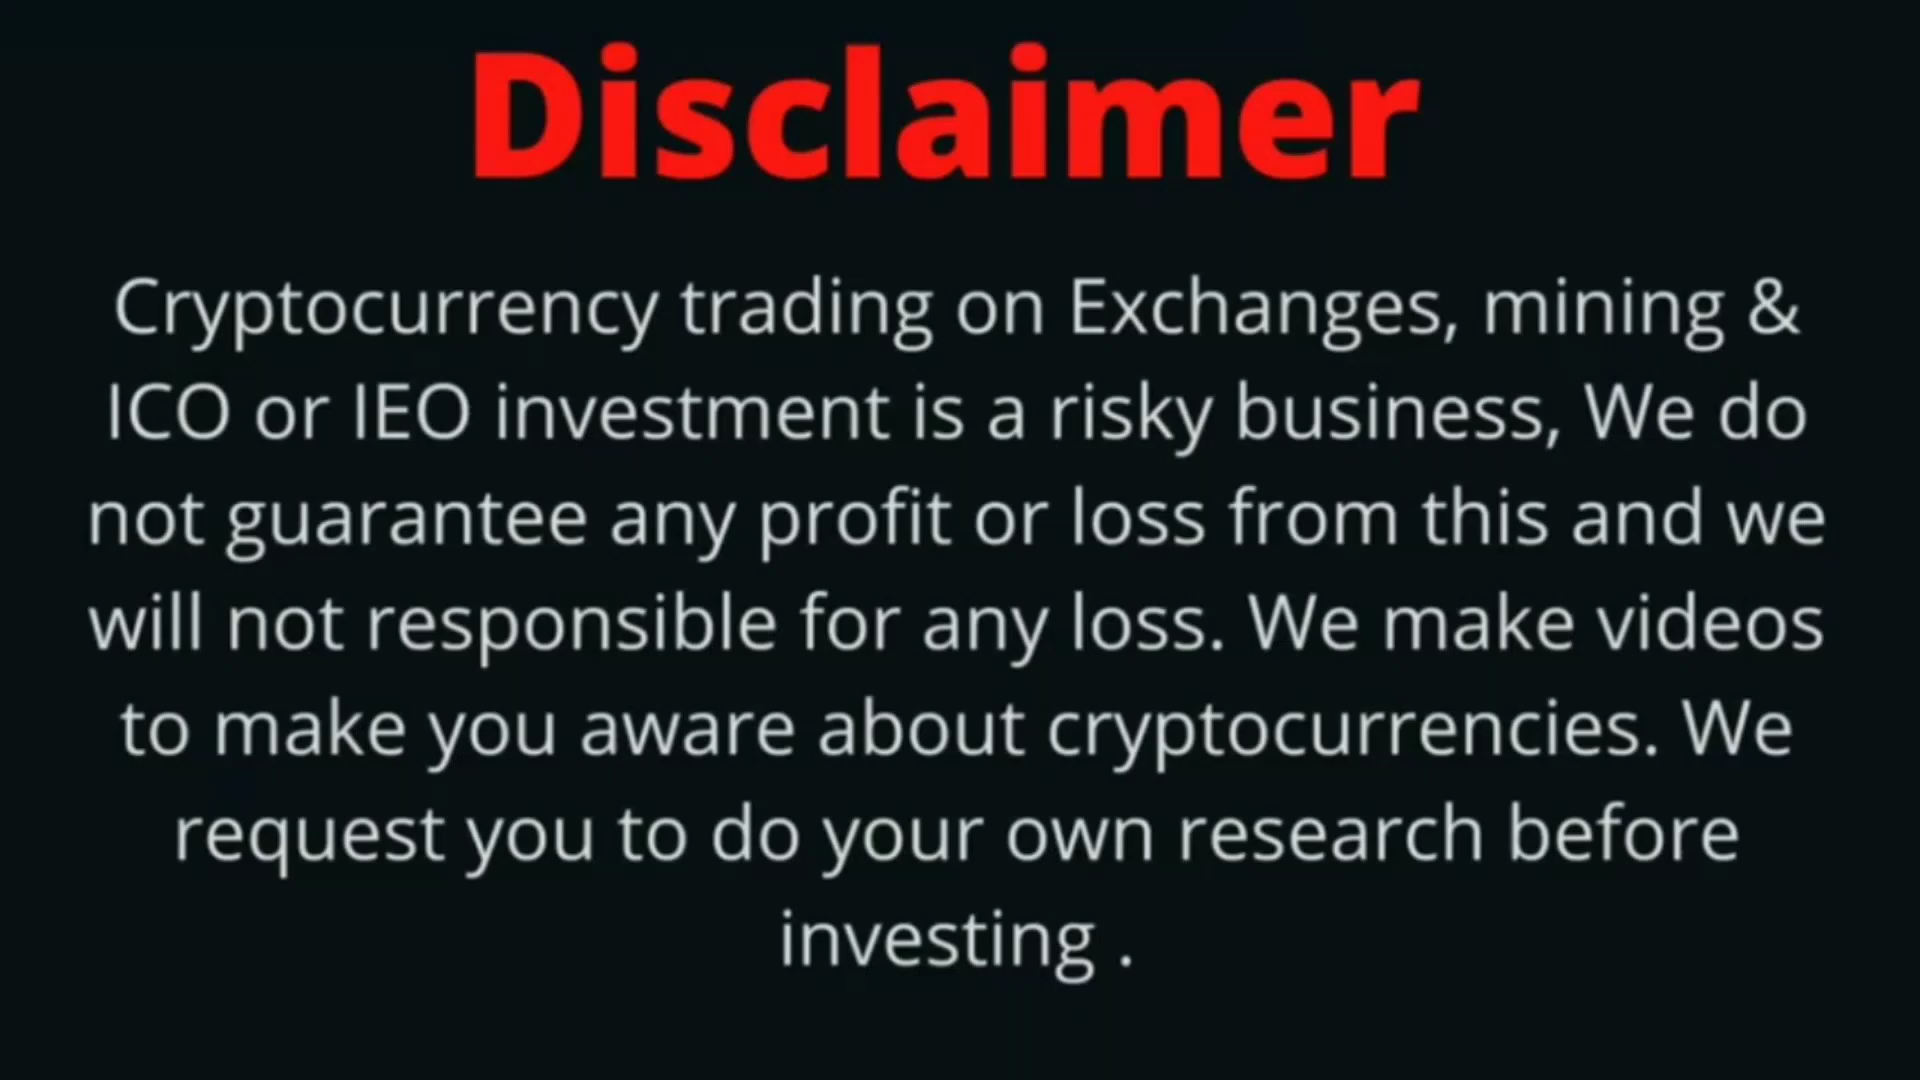 Disclaimer
Cryptocurrency trading on Exchanges, mining &
ICO or IEO investment is a risky business, We do
not guarantee any profit or loss from this and we
will not responsible for any loss. We make videos
to make you aware about cryptocurrencies. We
request you to do your own research before
investing .